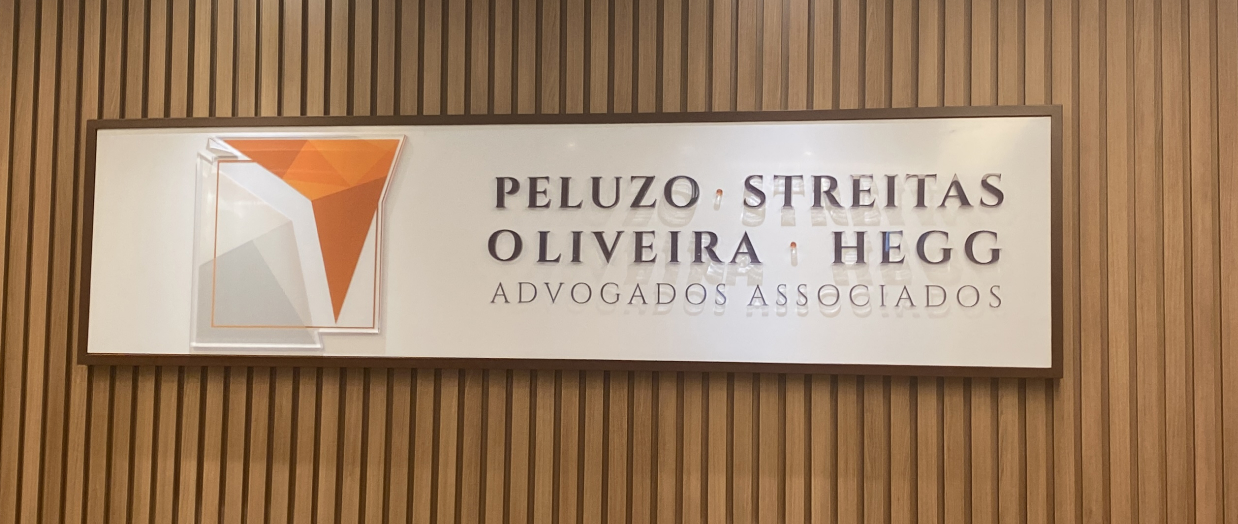 PELUZO • STREITAS
OLIVEIRA • HEGG
ADVOGADOS ASSOCIADOS